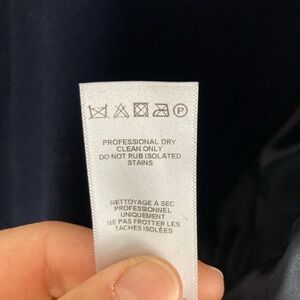 P
PROFESSIONAL DRY
CLEAN ONLY
DO NOT RUB ISOLATED
STAINS
NETTOYAGE À SEC
PROFESSIONNEL
UNIQUEMENT
NE PAS FROTTER LES
TACHES ISOLÉES